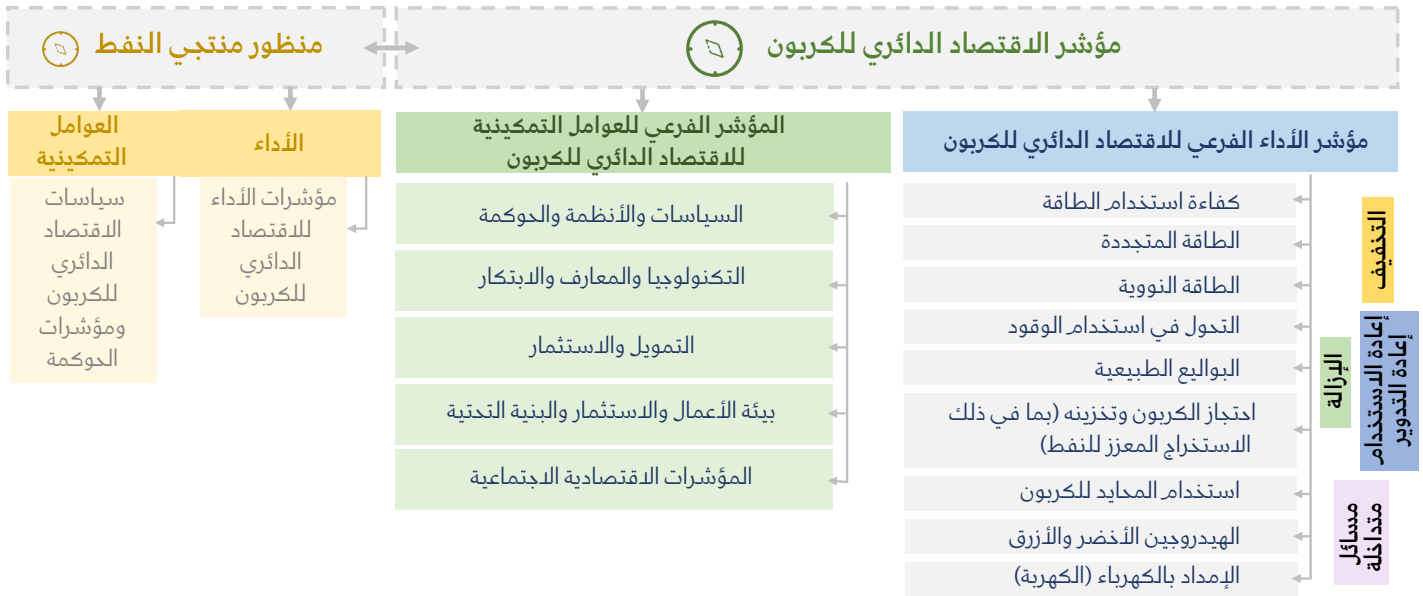 مؤشر الاقتصاد الدائري للكربون
منظور منتجي النفط
مؤشر الأداء الفرعي للاقتصاد الدائري للكربون
كفاءة استخدام الطاقة
الطاقة المتجددة
الطاقة النووية
التحول في استخدام الوقود
البواليع الطبيعية
احتجاز الكربون وتخزينه (بما في ذلك
الاستخراج المعزز للنفط)
استخدام المحايد للكربون
الهيدروجين الأخضر والأزرق
الإمداد بالكهرباء (الكهربة)
التخفيف
إعادة الاستخدام
إعادة التدوير
الإزالة
مسائل
متداخلة
المؤشر الفرعي للعوامل التمكينية
للاقتصاد الدائري للكربون
السياسات والأنظمة والحوكمة
التكنولوجيا والمعارف والابتكار
التمويل والاستثمار
بيئة الأعمال والاستثمار والبنية التحتية
المؤشرات الاقتصادية الاجتماعية
الأداء
مؤشرات الأداء
للاقتصاد
الدائري
للكربون
العوامل
التمكينية
سياسات
الاقتصاد
الدائري
للكربون
ومؤشرات
الحوكمة